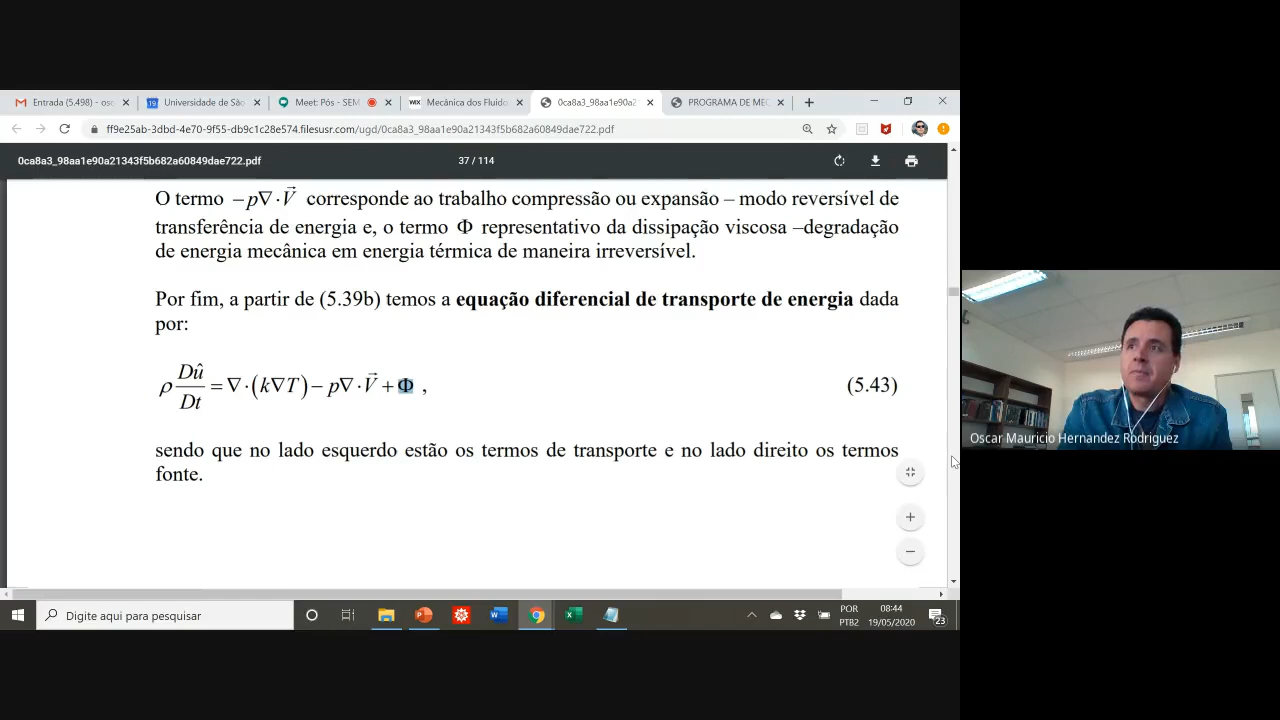 Entrada (5.498) - osc
Universidade de São
Meet: Pós - SEM
WIX
Mecânica dos Fluido
0ca8a3_98aa1e90a2
PROGRAMA DE MEC
ff9e25ab-3dbd-4e70-9f55-d69c1c28e574.filesusr.com/ugd/0ca8a3_98aa1e90a21343f5b682a60849dae722.pdf
0ca8a3_98aa1e90a21343f5b682a60849dae722.pdf
37 / 114
O termo −p∇·V⃗ corresponde ao trabalho compressão ou expansão – modo reversível de
transferência de energia e, o termo Φ representativo da dissipação viscosa –degradação
de energia mecânica em energia térmica de maneira irreversível.
Por fim, a partir de (5.39b) temos a equação diferencial de transporte de energia dada
por:
ρ Dû/Dt = ∇·(k∇T) − p∇·V⃗ + Φ , (5.43)
sendo que no lado esquerdo estão os termos de transporte e no lado direito os termos
fonte.
Oscar Mauricio Hernandez Rodriguez
Digite aqui para pesquisar
POR
PTB2
08:44
19/05/2020
23